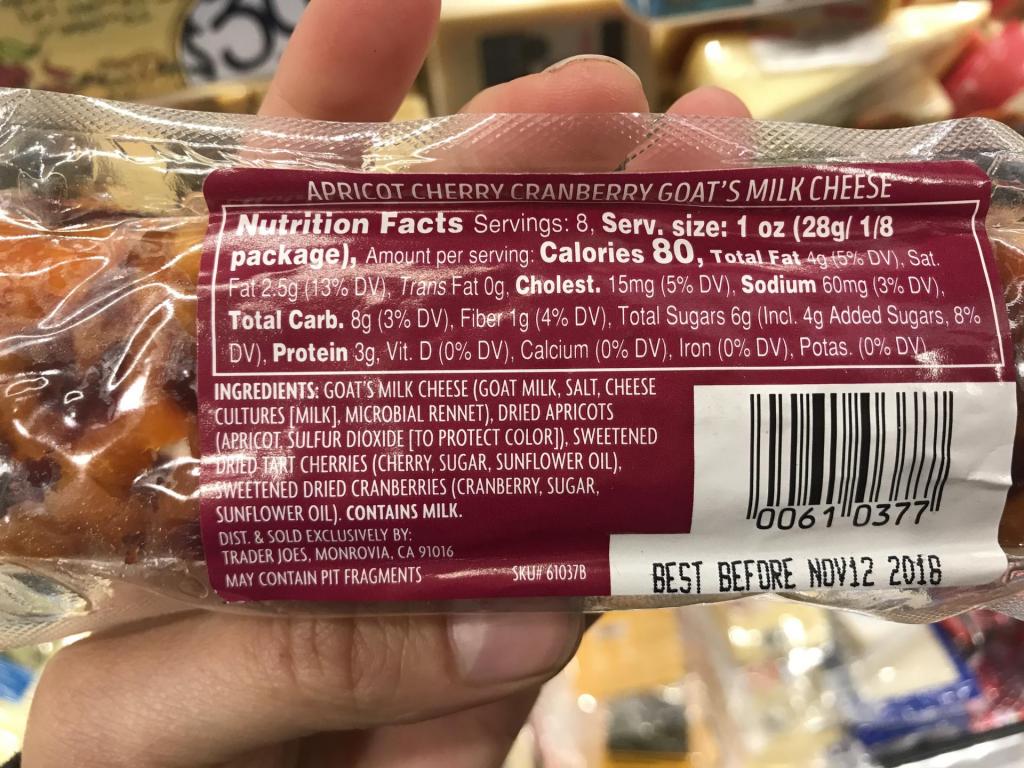 $30
APRICOT CHERRY CRANBERRY GOAT'S MILK CHEESE
Nutrition Facts Servings: 8, Serv. size: 1 oz (28g/ 1/8
package), Amount per serving: Calories 80, Total Fat 4g (5% DV), Sat.
Fat 2.5g (13% DV), Trans Fat 0g, Cholest. 15mg (5% DV), Sodium 60mg (3% DV),
Total Carb. 8g (3% DV), Fiber 1g (4% DV), Total Sugars 6g (Incl. 4g Added Sugars, 8%
DV), Protein 3g, Vit. D (0% DV), Calcium (0% DV), Iron (0% DV), Potas. (0% DV)
INGREDIENTS: GOAT'S MILK CHEESE (GOAT MILK, SALT, CHEESE
CULTURES [MILK], MICROBIAL RENNET), DRIED APRICOTS
(APRICOT, SULFUR DIOXIDE [TO PROTECT COLOR]), SWEETENED
DRIED TART CHERRIES (CHERRY, SUGAR, SUNFLOWER OIL),
SWEETENED DRIED CRANBERRIES (CRANBERRY, SUGAR,
SUNFLOWER OIL). CONTAINS MILK.
DIST. & SOLD EXCLUSIVELY BY:
TRADER JOES, MONROVIA, CA 91016
MAY CONTAIN PIT FRAGMENTS SKU# 61037B
0061 0377
BEST BEFORE NOV12 2018